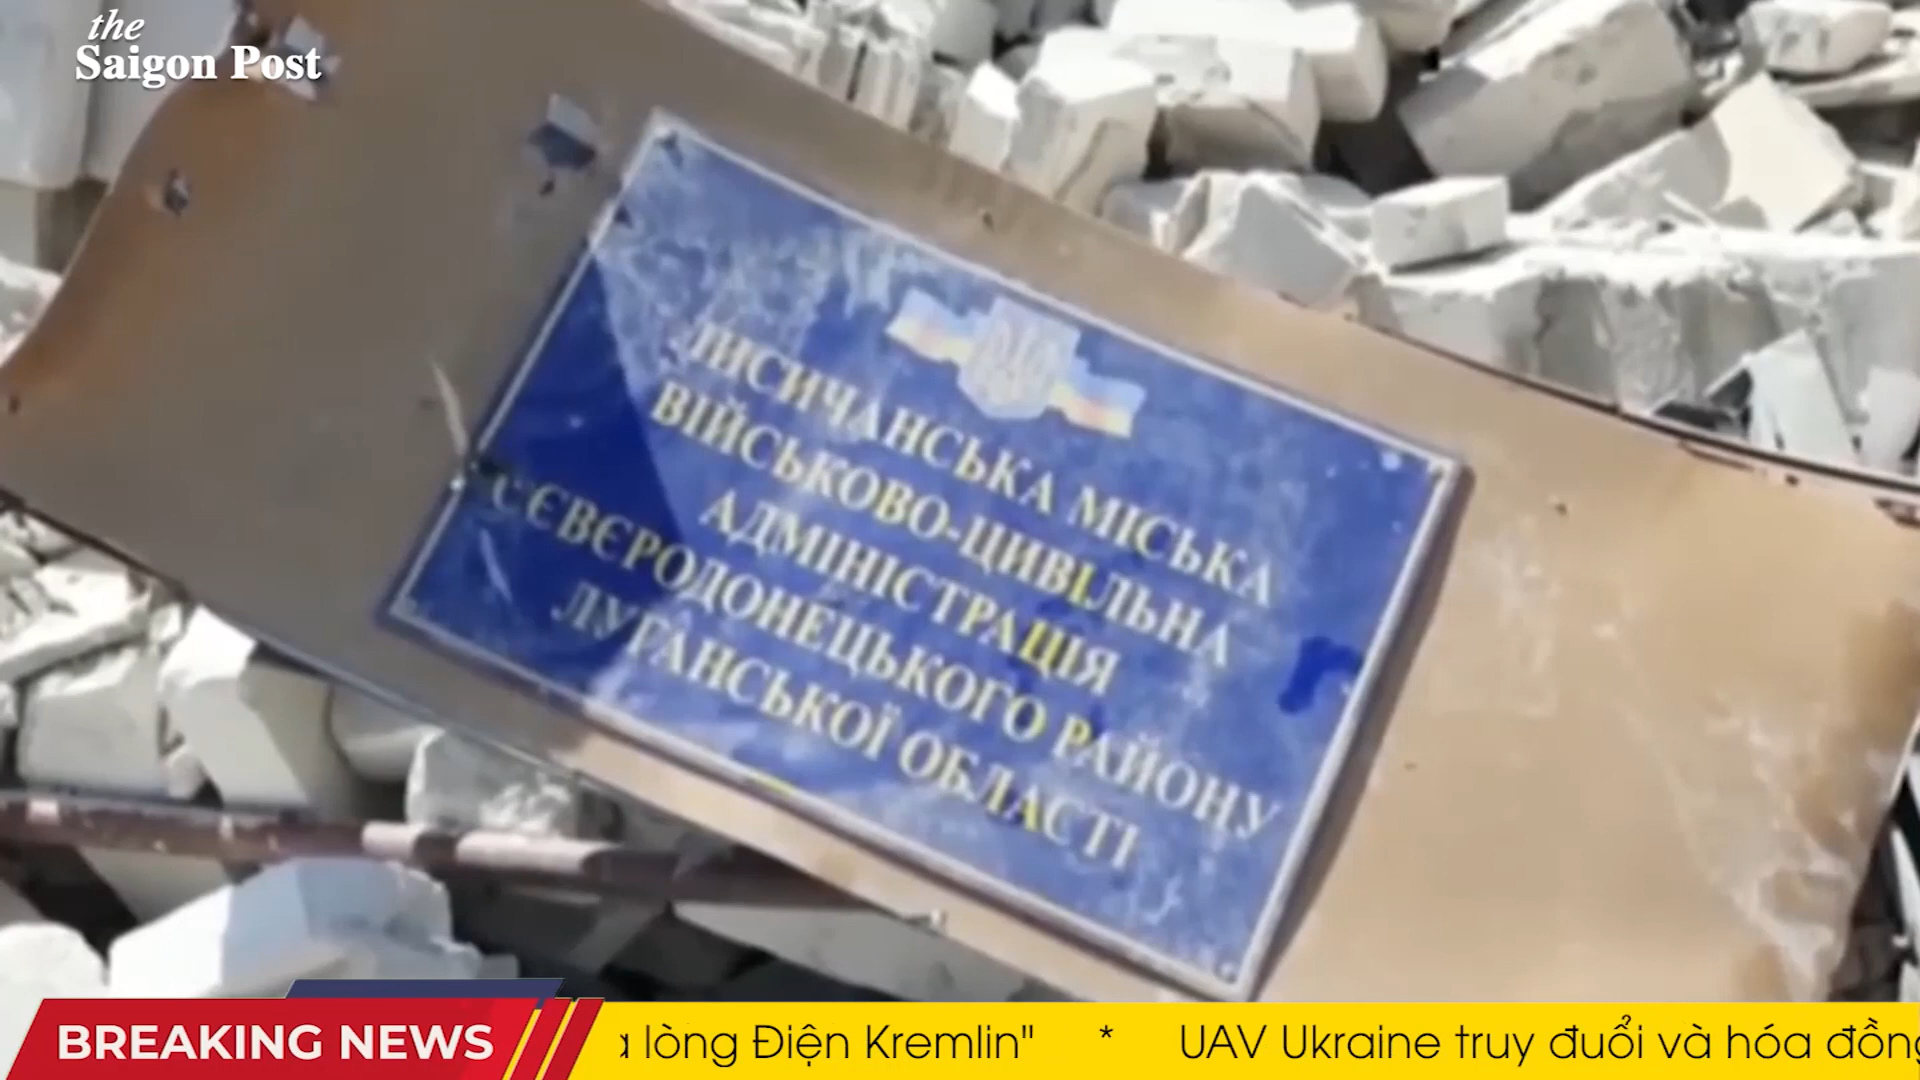 the
Saigon Post
ЛИСИЧАНСЬКА МІСЬКА
ВІЙСЬКОВО-ЦИВІЛЬНА
АДМІНІСТРАЦІЯ
СЄВЄРОДОНЕЦЬКОГО РАЙОНУ
ЛУГАНСЬКОЇ ОБЛАСТІ
BREAKING NEWS
lòng Điện Kremlin" * UAV Ukraine truy đuổi và hóa